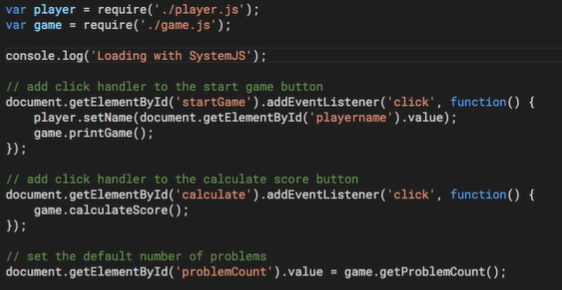 var player = require('./player.js');
var game = require('./game.js');
console.log('Loading with SystemJS');
// add click handler to the start game button
document.getElementById('startGame').addEventListener('click', function() {
    player.setName(document.getElementById('playername').value);
    game.printGame();
});
// add click handler to the calculate score button
document.getElementById('calculate').addEventListener('click', function() {
    game.calculateScore();
});
// set the default number of problems
document.getElementById('problemCount').value = game.getProblemCount();